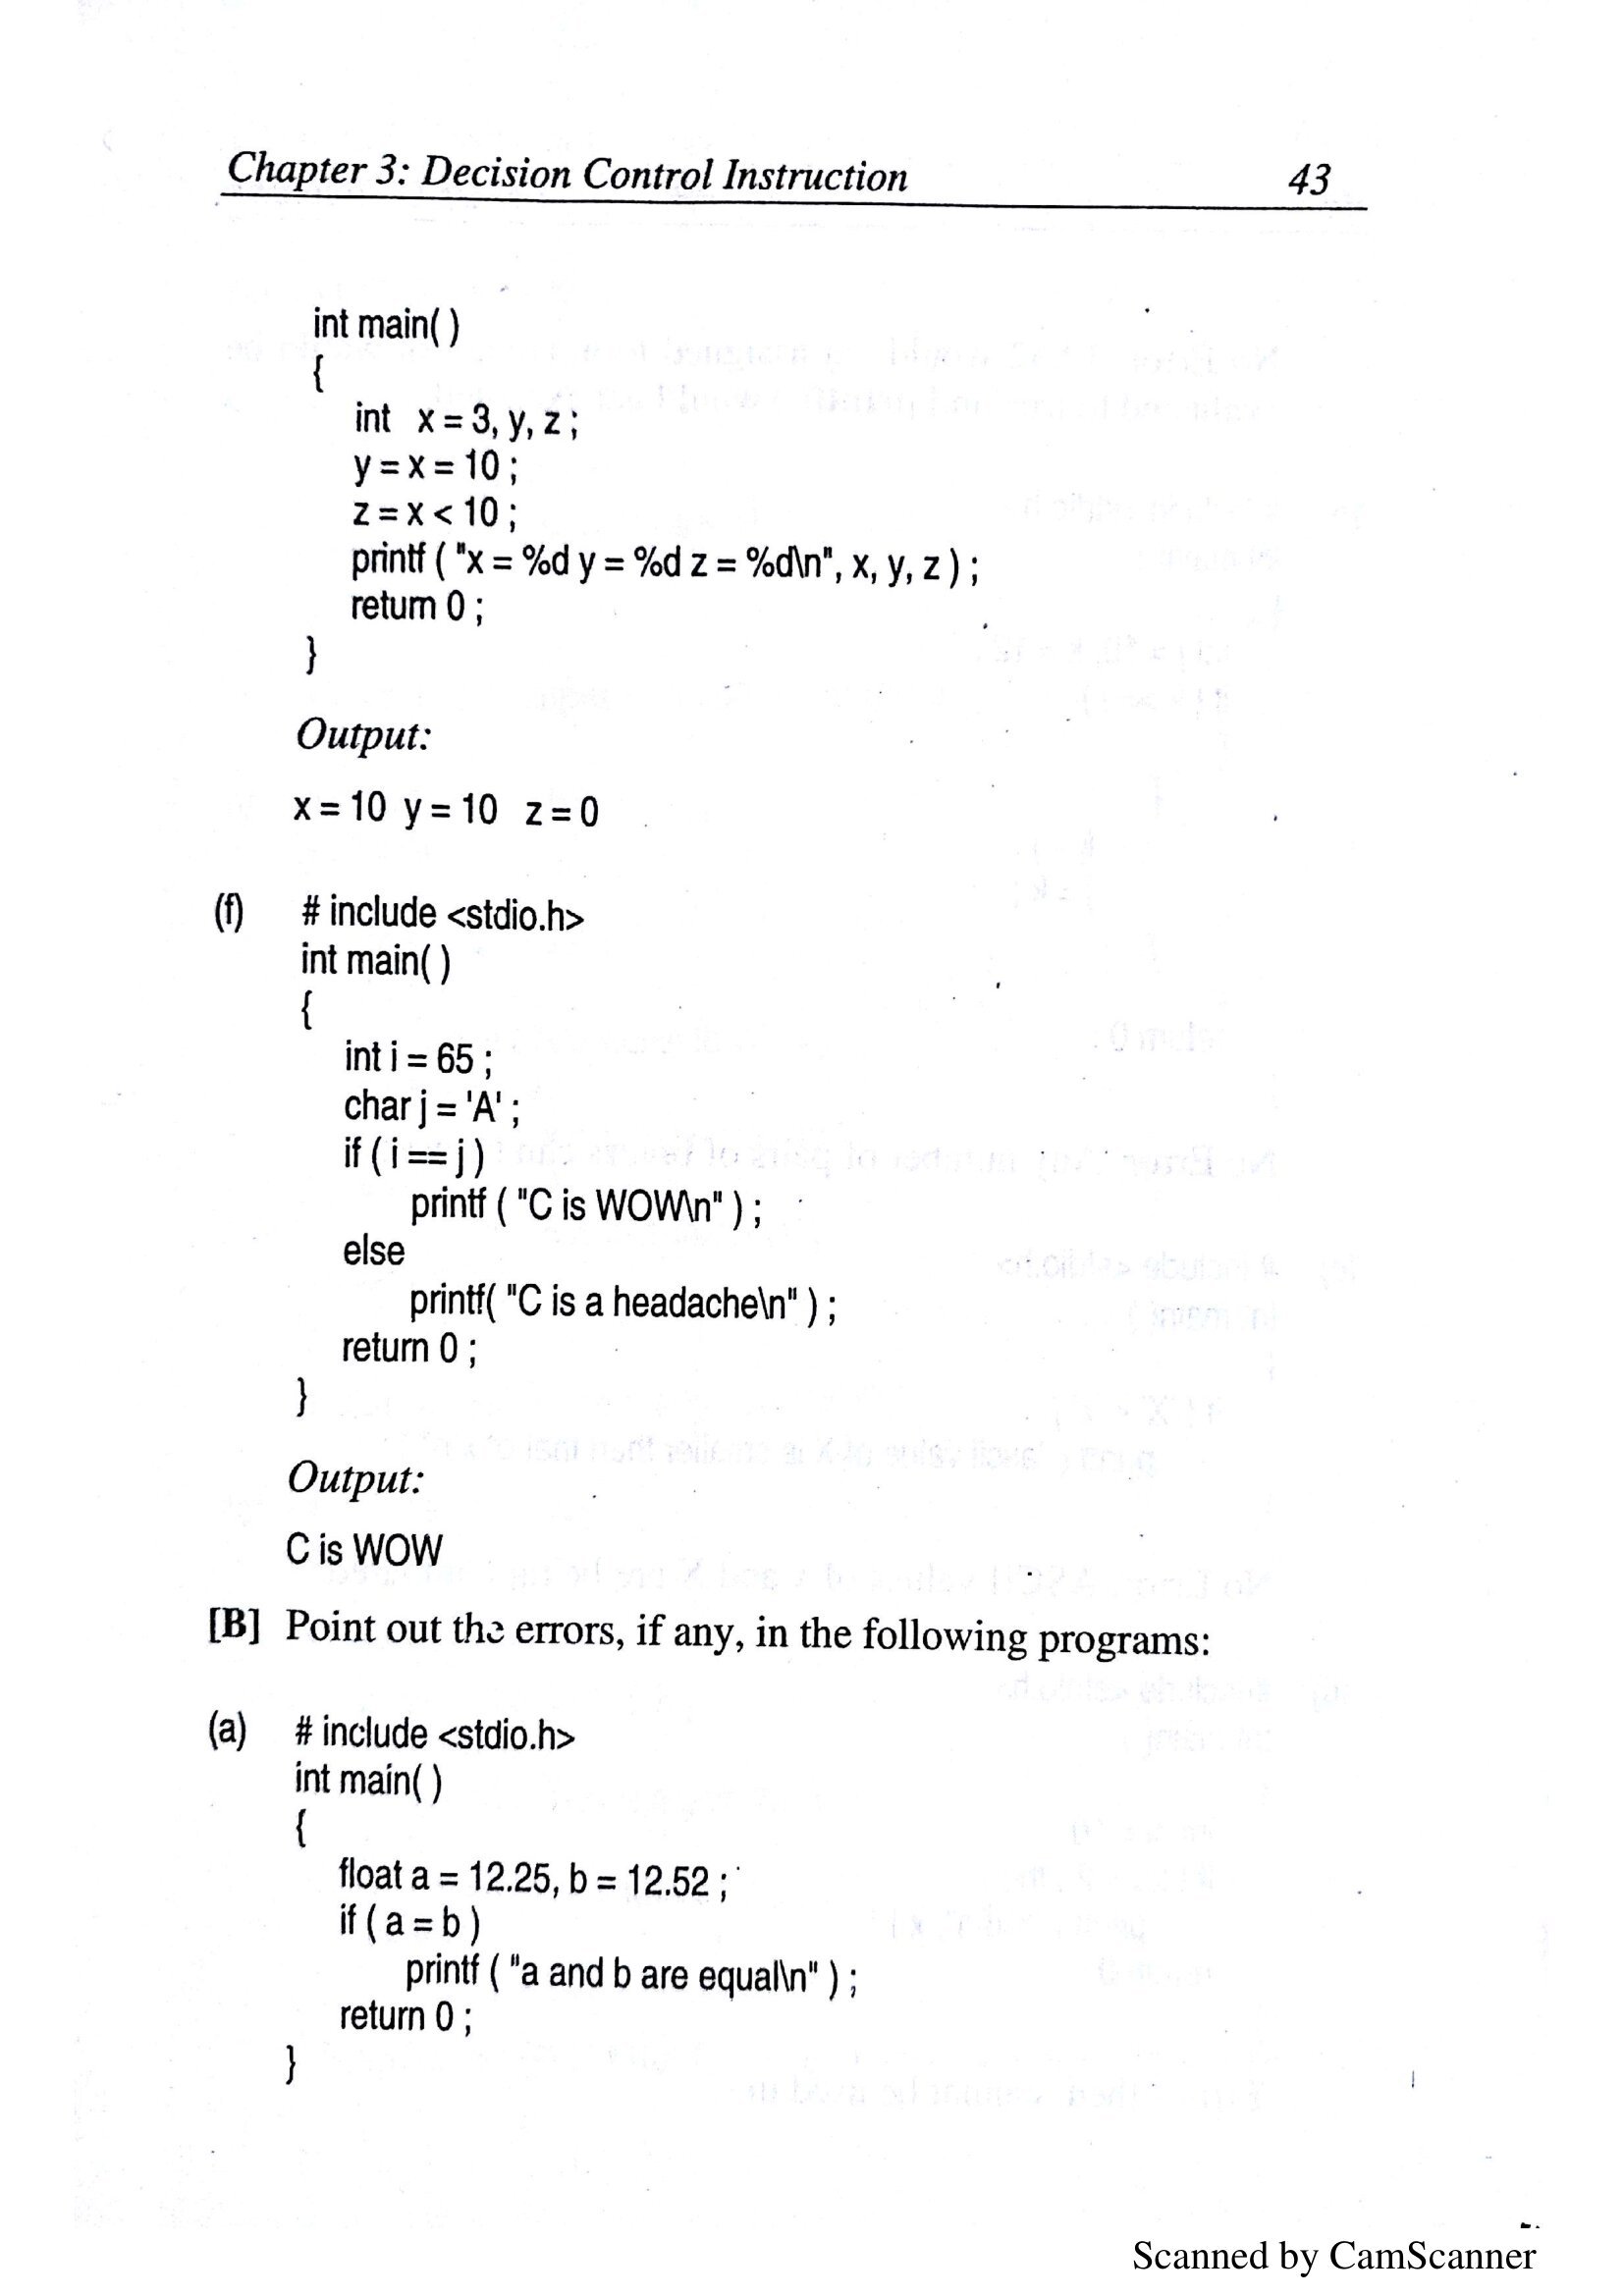 Chapter 3: Decision Control Instruction 43
int main( )
{
int x = 3, y, z ;
y = x = 10 ;
z = x < 10 ;
printf ( "x = %d y = %d z = %d\n", x, y, z ) ;
return 0 ;
}
Output:
x = 10 y = 10 z = 0
(f) # include <stdio.h>
int main( )
{
int i = 65 ;
char j = 'A' ;
if ( i == j )
printf ( "C is WOW\n" ) ;
else
printf( "C is a headache\n" ) ;
return 0 ;
}
Output:
C is WOW
[B] Point out the errors, if any, in the following programs:
(a) # include <stdio.h>
int main( )
{
float a = 12.25, b = 12.52 ;
if ( a = b )
printf ( "a and b are equal\n" ) ;
return 0 ;
}
Scanned by CamScanner